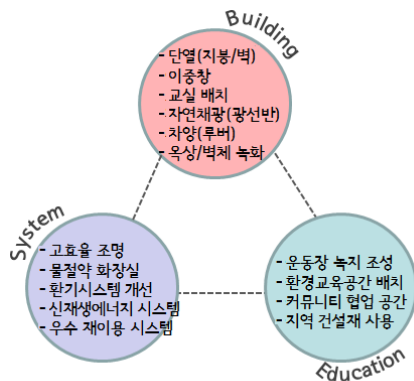 Building
- 단열(지붕/벽)
- 이중창
- 교실 배치
- 자연채광(광선반)
- 차양(루버)
- 옥상/벽체 녹화
System
- 고효율 조명
- 물절약 화장실
- 환기시스템 개선
- 신재생에너지 시스템
- 우수 재이용 시스템
- 운동장 녹지 조성
- 환경교육공간 배치
- 커뮤니티 협업 공간
- 지역 건설재 사용
Education